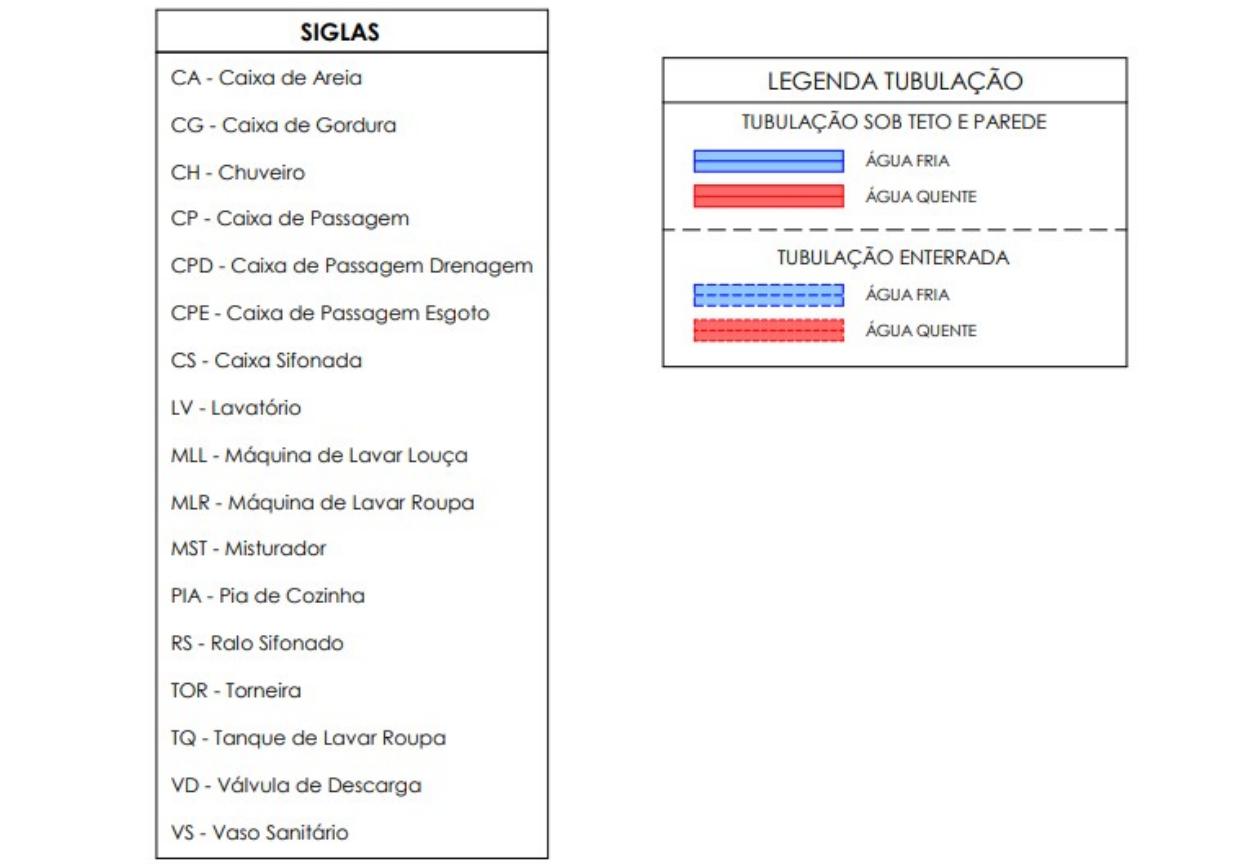 SIGLAS
CA - Caixa de Areia
CG - Caixa de Gordura
CH - Chuveiro
CP - Caixa de Passagem
CPD - Caixa de Passagem Drenagem
CPE - Caixa de Passagem Esgoto
CS - Caixa Sifonada
LV - Lavatório
MLL - Máquina de Lavar Louça
MLR - Máquina de Lavar Roupa
MST - Misturador
PIA - Pia de Cozinha
RS - Ralo Sifonado
TOR - Torneira
TQ - Tanque de Lavar Roupa
VD - Válvula de Descarga
VS - Vaso Sanitário
LEGENDA TUBULAÇÃO
TUBULAÇÃO SOB TETO E PAREDE
ÁGUA FRIA
ÁGUA QUENTE
TUBULAÇÃO ENTERRADA
ÁGUA FRIA
ÁGUA QUENTE